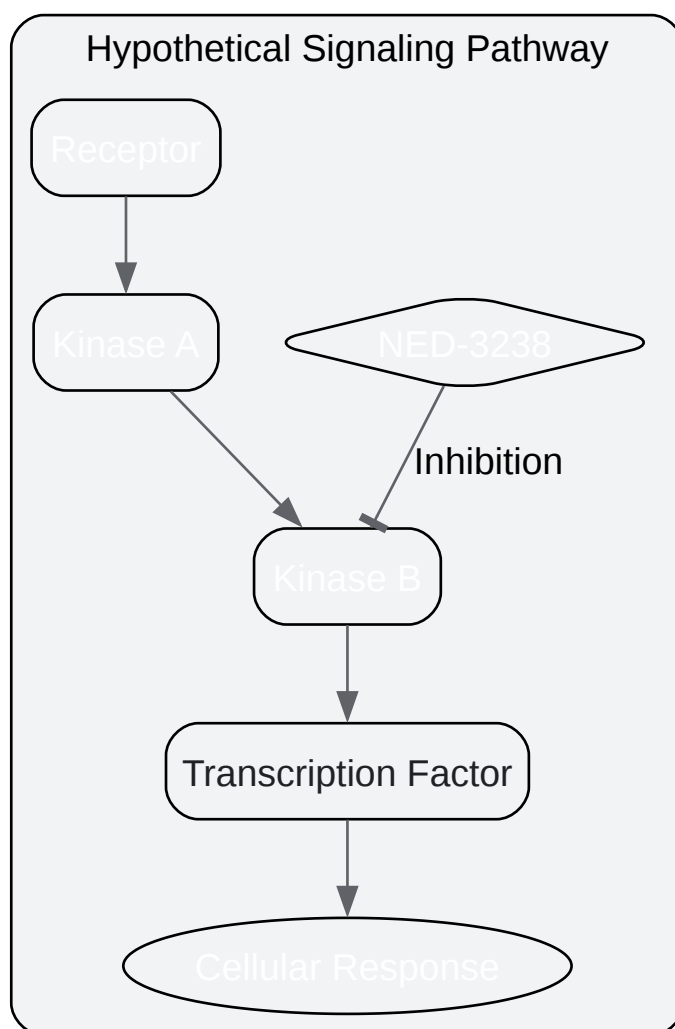 Hypothetical Signaling Pathway
Receptor
Kinase A
NED-3238
Inhibition
Kinase B
Transcription Factor
Cellular Response